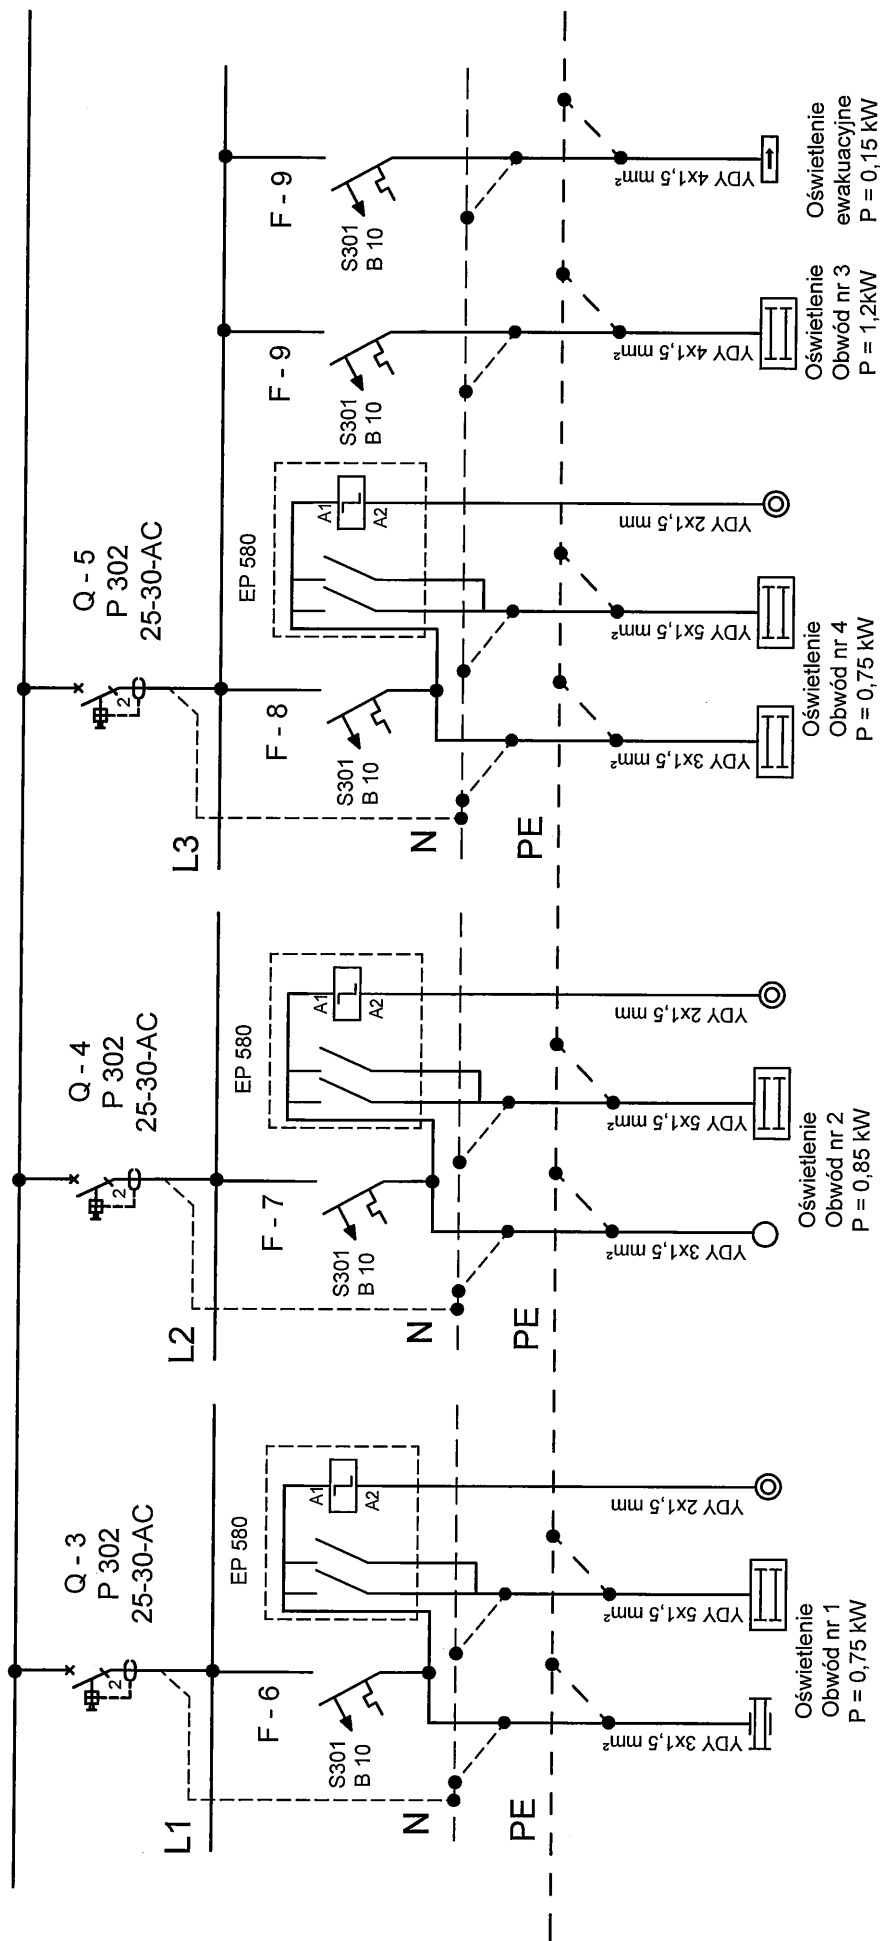 Q - 3
P 302
25-30-AC
2
L1
F - 6
S301
B 10
EP 580
A1
A2
N
PE
YDY 3x1,5 mm²
YDY 5x1,5 mm²
YDY 2x1,5 mm
Oświetlenie
Obwód nr 1
P = 0,75 kW
Q - 4
P 302
25-30-AC
2
L2
F - 7
S301
B 10
EP 580
A1
A2
N
PE
YDY 3x1,5 mm²
YDY 5x1,5 mm²
YDY 2x1,5 mm
Oświetlenie
Obwód nr 2
P = 0,85 kW
Q - 5
P 302
25-30-AC
2
L3
F - 8
S301
B 10
EP 580
A1
A2
N
PE
YDY 3x1,5 mm²
YDY 5x1,5 mm²
YDY 2x1,5 mm
Oświetlenie
Obwód nr 4
P = 0,75 kW
F - 9
S301
B 10
YDY 4x1,5 mm²
Oświetlenie
Obwód nr 3
P = 1,2kW
F - 9
S301
B 10
YDY 4x1,5 mm²
Oświetlenie
ewakuacyjne
P = 0,15 kW